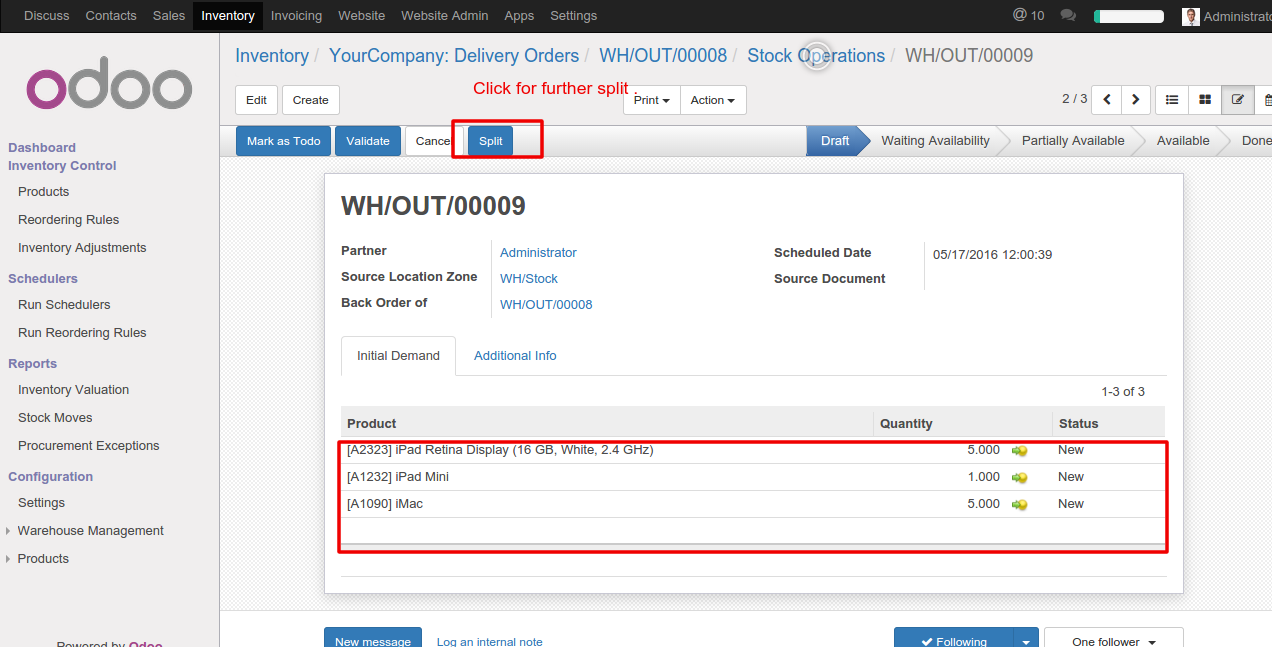 Discuss Contacts Sales Inventory Invoicing Website Website Admin Apps Settings @ 10 Administrato
odoo
Inventory / YourCompany: Delivery Orders / WH/OUT/00008 / Stock Operations / WH/OUT/00009
Click for further split .
Edit Create Print Action 2 / 3
Mark as Todo Validate Cancel Split Draft Waiting Availability Partially Available Available Done
Dashboard
Inventory Control
Products
Reordering Rules
Inventory Adjustments
Schedulers
Run Schedulers
Run Reordering Rules
Reports
Inventory Valuation
Stock Moves
Procurement Exceptions
Configuration
Settings
Warehouse Management
Products
Powered by Odoo
WH/OUT/00009
Partner Administrator
Source Location Zone WH/Stock
Back Order of WH/OUT/00008
Scheduled Date 05/17/2016 12:00:39
Source Document
Initial Demand Additional Info
1-3 of 3
Product Quantity Status
[A2323] iPad Retina Display (16 GB, White, 2.4 GHz) 5.000 New
[A1232] iPad Mini 1.000 New
[A1090] iMac 5.000 New
New message Log an internal note Following One follower